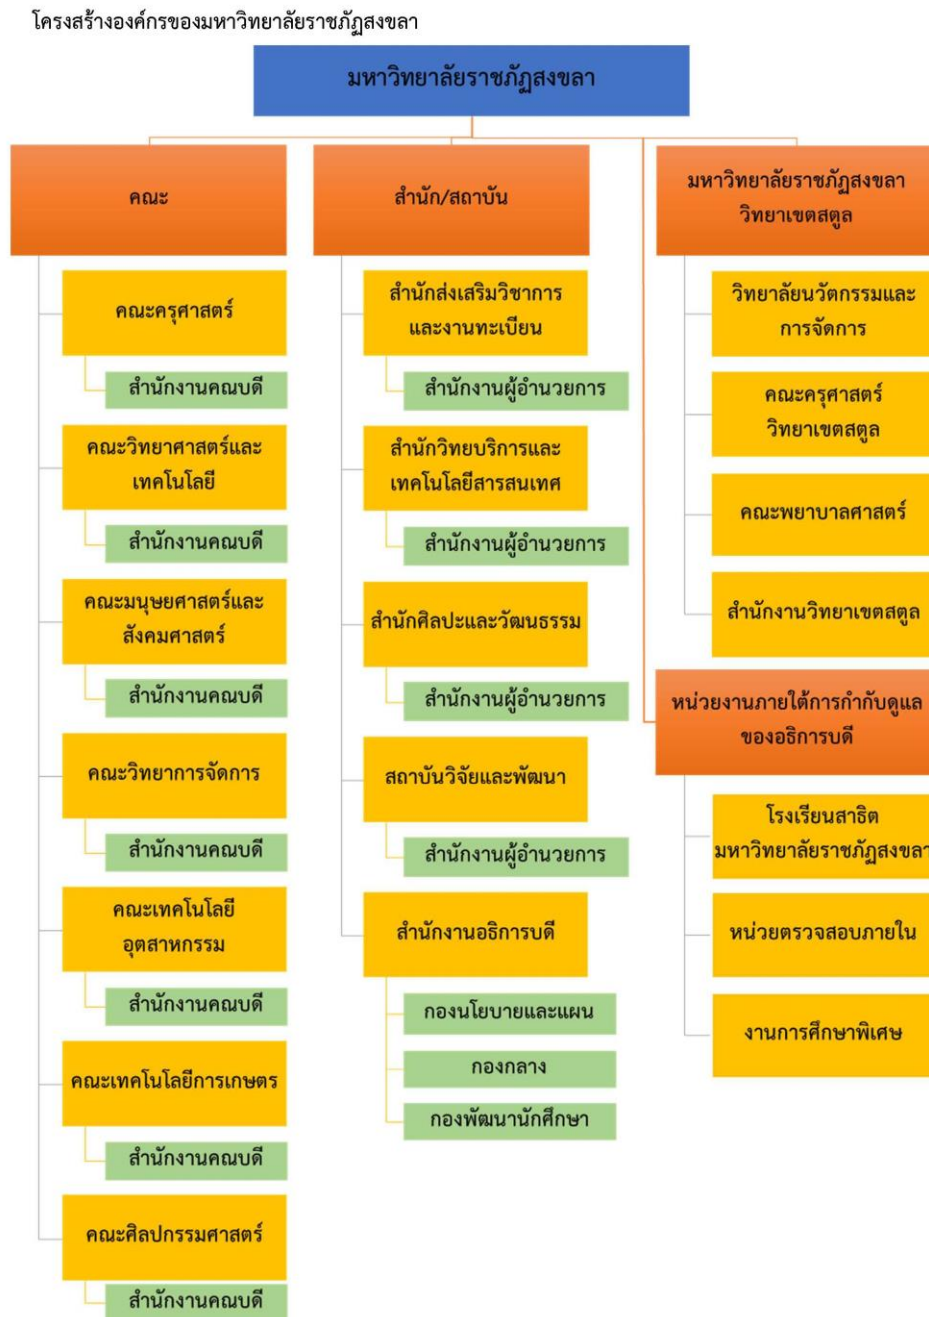 โครงสร้างองค์กรของมหาวิทยาลัยราชภัฏสงขลา
มหาวิทยาลัยราชภัฏสงขลา
คณะ
คณะครุศาสตร์
สำนักงานคณบดี
คณะวิทยาศาสตร์และ
เทคโนโลยี
สำนักงานคณบดี
คณะมนุษยศาสตร์และ
สังคมศาสตร์
สำนักงานคณบดี
คณะวิทยาการจัดการ
สำนักงานคณบดี
คณะเทคโนโลยี
อุตสาหกรรม
สำนักงานคณบดี
คณะเทคโนโลยีการเกษตร
สำนักงานคณบดี
คณะศิลปกรรมศาสตร์
สำนักงานคณบดี
สำนัก/สถาบัน
สำนักส่งเสริมวิชาการ
และงานทะเบียน
สำนักงานผู้อำนวยการ
สำนักวิทยบริการและ
เทคโนโลยีสารสนเทศ
สำนักงานผู้อำนวยการ
สำนักศิลปะและวัฒนธรรม
สำนักงานผู้อำนวยการ
สถาบันวิจัยและพัฒนา
สำนักงานผู้อำนวยการ
สำนักงานอธิการบดี
กองนโยบายและแผน
กองกลาง
กองพัฒนานักศึกษา
มหาวิทยาลัยราชภัฏสงขลา
วิทยาเขตสตูล
วิทยาลัยนวัตกรรมและ
การจัดการ
คณะครุศาสตร์
วิทยาเขตสตูล
คณะพยาบาลศาสตร์
สำนักงานวิทยาเขตสตูล
หน่วยงานภายใต้การกำกับดูแล
ของอธิการบดี
โรงเรียนสาธิต
มหาวิทยาลัยราชภัฏสงขลา
หน่วยตรวจสอบภายใน
งานการศึกษาพิเศษ